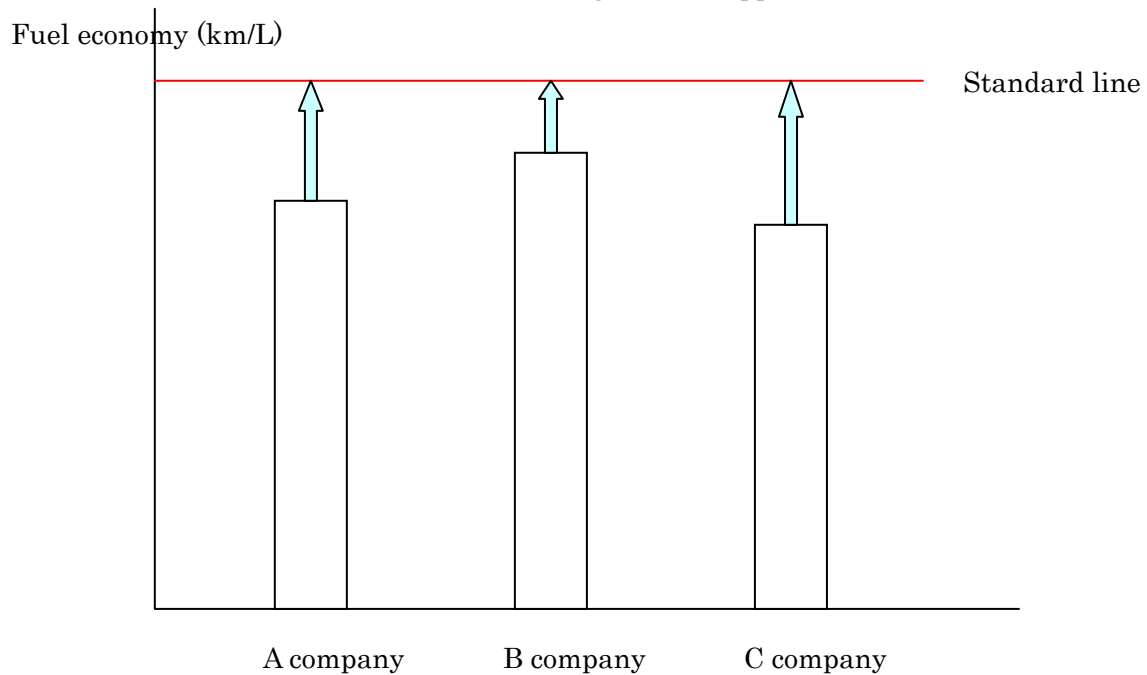 Fuel economy (km/L)
Standard line
A company
B company
C company